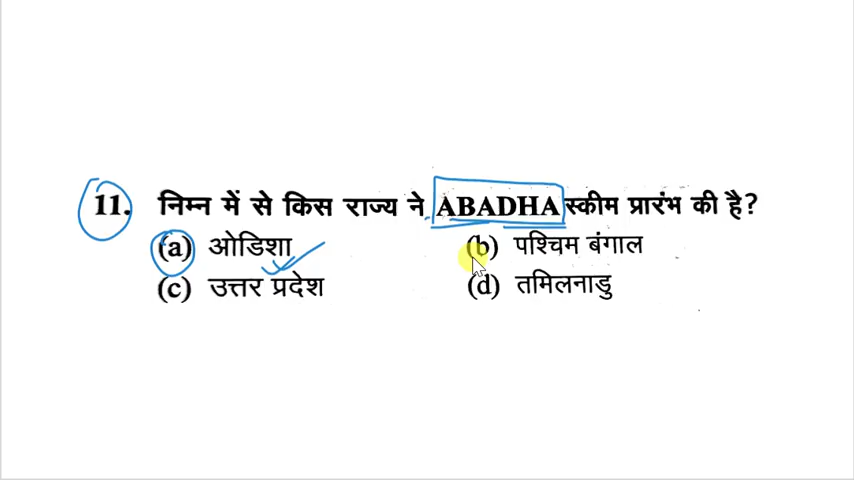 11. निम्न में से किस राज्य ने ABADHA स्कीम प्रारंभ की है?
(a) ओडिशा (b) पश्चिम बंगाल
(c) उत्तर प्रदेश (d) तमिलनाडु